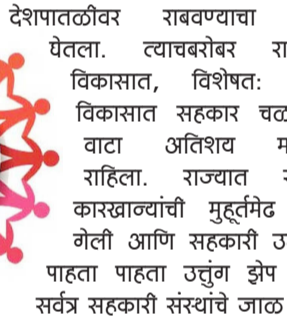 देशपातळीवर राबवण्याचा
घेतला. त्याचबरोबर
विकासात, विशेषत:
विकासात सहकार
वाटा अतिशय
राहिला. राज्यात
कारखान्यांची मुहूर्तमेढ
गेली आणि सहकारी
पाहता पाहता उत्तुंग झेप
सर्वत्र सहकारी संस्थांचे जाळ